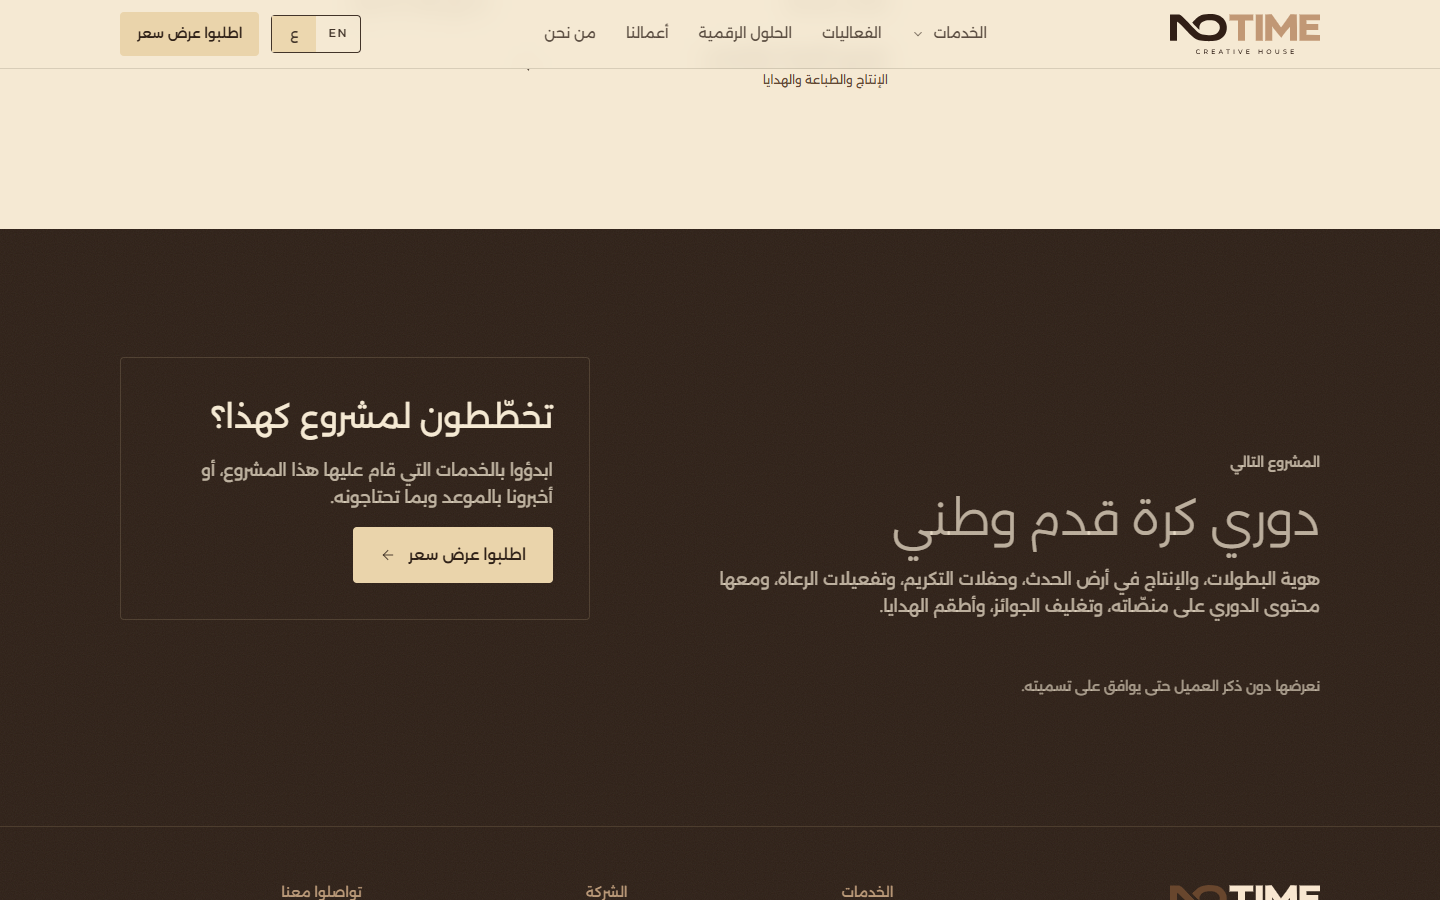 NOTIME
CREATIVE HOUSE
الخدمات
الفعاليات
الحلول الرقمية
أعمالنا
من نحن
EN
ع
اطلبوا عرض سعر
الإنتاج والطباعة والهدايا
المشروع التالي
دوري كرة قدم وطني
هوية البطولات، والإنتاج في أرض الحدث، وحفلات التكريم، وتفعيلات الرعاة، ومعها
محتوى الدوري على منصّاته، وتغليف الجوائز، وأطقم الهدايا.
نعرضها دون ذكر العميل حتى يوافق على تسميته.
تخطّطون لمشروع كهذا؟
ابدؤوا بالخدمات التي قام عليها هذا المشروع، أو
أخبرونا بالموعد وبما تحتاجونه.
اطلبوا عرض سعر ←
NOTIME
الخدمات
الشركة
تواصلوا معنا